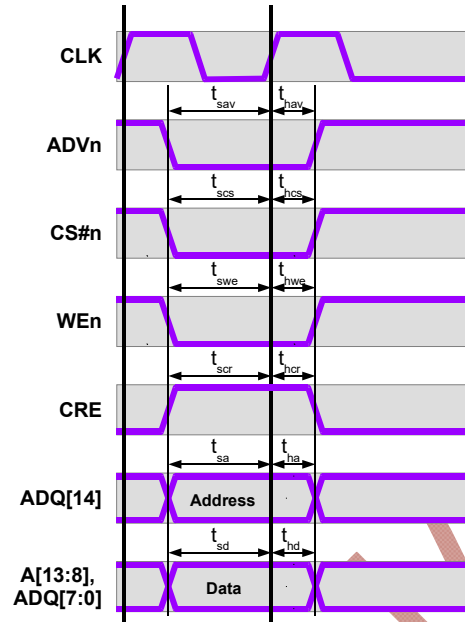 CLK
t sav t hav
ADVn
t scs t hcs
CS#n
t swe t hwe
WEn
t scr t hcr
CRE
t sa t ha
ADQ[14] Address
t sd t hd
A[13:8],
ADQ[7:0] Data